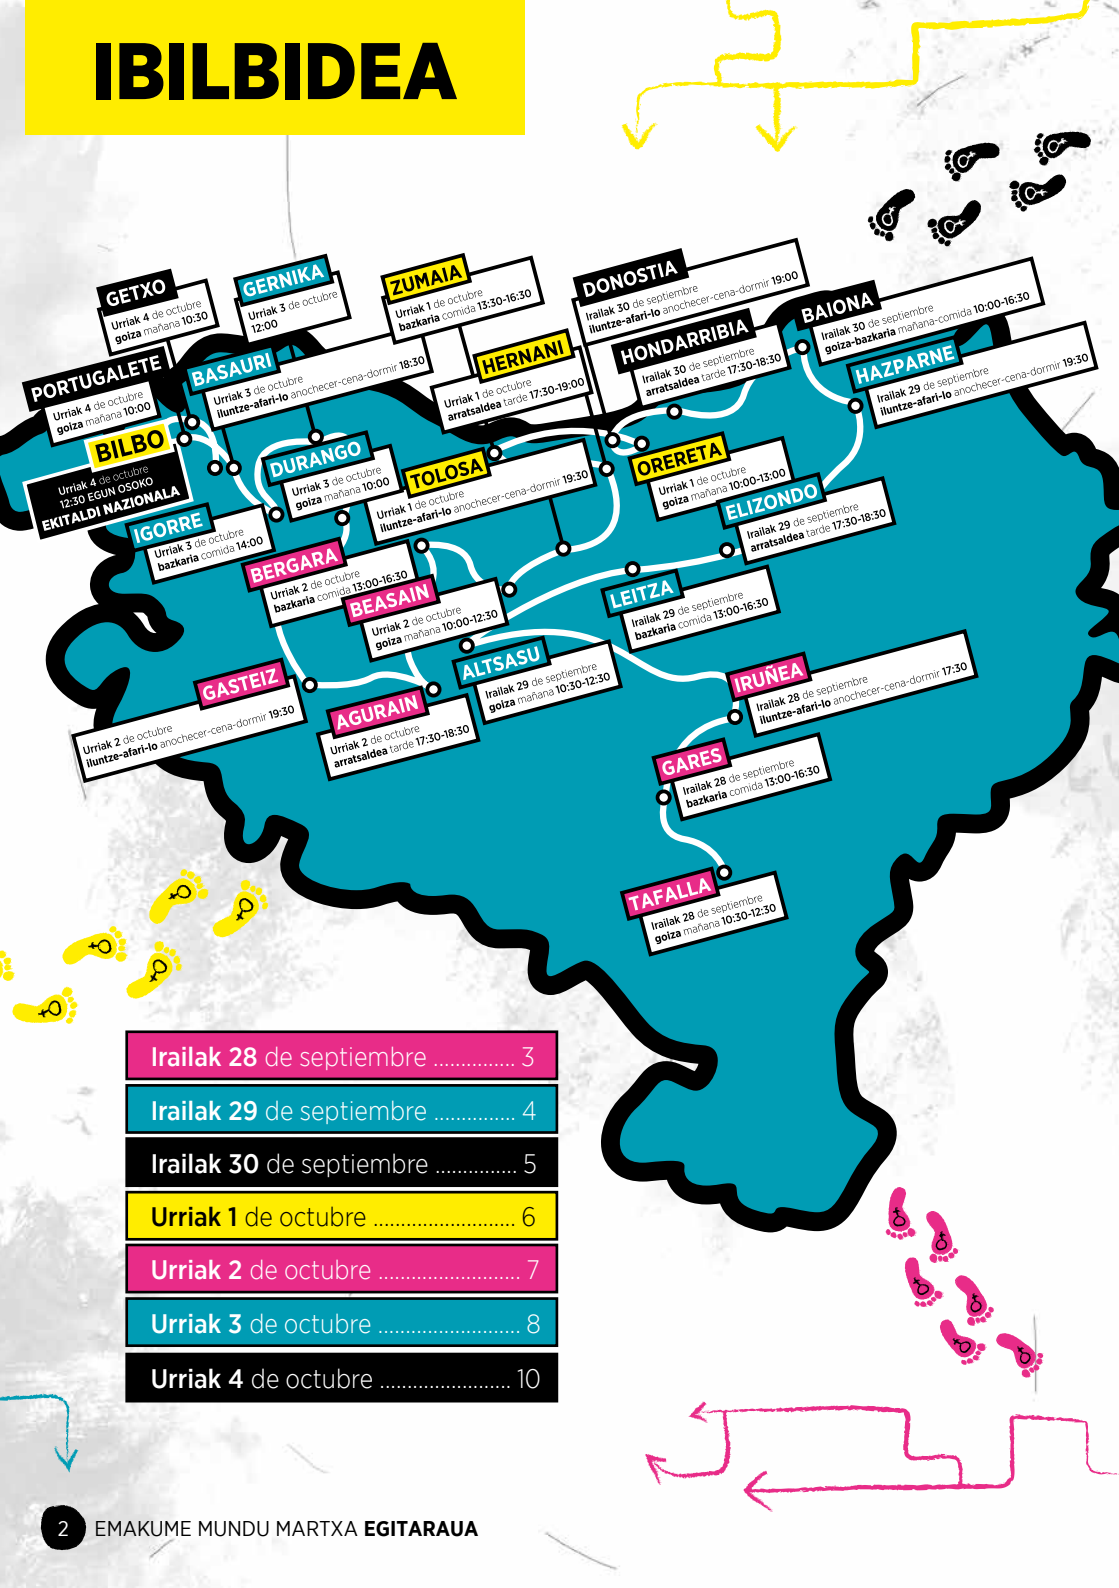 IBILBIDEA
GETXO
Urriak 4 de octubre
goiza mañana 10:30
GERNIKA
Urriak 3 de octubre
12:00
ZUMAIA
Urriak 1 de octubre
bazkaria comida 13:30-16:30
DONOSTIA
Irailak 30 de septiembre
iluntze-afari-lo anochecer-cena-dormir 19:00
BAIONA
Irailak 30 de septiembre
goiza-bazkaria mañana-comida 10:00-16:30
PORTUGALETE
Urriak 4 de octubre
goiza mañana 10:00
BASAURI
Urriak 3 de octubre
iluntze-afari-lo anochecer-cena-dormir 18:30
HERNANI
Urriak 1 de octubre
arratsaldea tarde 17:30-19:00
HONDARRIBIA
Irailak 30 de septiembre
arratsaldea tarde 17:30-18:30
HAZPARNE
Irailak 29 de septiembre
iluntze-afari-lo anochecer-cena-dormir 19:30
BILBO
Urriak 4 de octubre
12:30 EGUN OSOKO
EKITALDI NAZIONALA
DURANGO
Urriak 3 de octubre
goiza mañana 10:00
TOLOSA
Urriak 1 de octubre
iluntze-afari-lo anochecer-cena-dormir 19:30
ORERETA
Urriak 1 de octubre
goiza mañana 10:00-13:00
ELIZONDO
Irailak 29 de septiembre
arratsaldea tarde 17:30-18:30
IGORRE
Urriak 3 de octubre
bazkaria comida 14:00
BERGARA
Urriak 2 de octubre
bazkaria comida 13:00-16:30
BEASAIN
Urriak 2 de octubre
goiza mañana 10:00-12:30
LEITZA
Irailak 29 de septiembre
bazkaria comida 13:00-16:30
ALTSASU
Irailak 29 de septiembre
goiza mañana 10:30-12:30
GASTEIZ
Urriak 2 de octubre
iluntze-afari-lo anochecer-cena-dormir 19:30
AGURAIN
Urriak 2 de octubre
arratsaldea tarde 17:30-18:30
IRUÑEA
Irailak 28 de septiembre
iluntze-afari-lo anochecer-cena-dormir 17:30
GARES
Irailak 28 de septiembre
bazkaria comida 13:00-16:30
TAFALLA
Irailak 28 de septiembre
goiza mañana 10:30-12:30
Irailak 28 de septiembre ............... 3
Irailak 29 de septiembre ............... 4
Irailak 30 de septiembre ............... 5
Urriak 1 de octubre .......................... 6
Urriak 2 de octubre .......................... 7
Urriak 3 de octubre .......................... 8
Urriak 4 de octubre ........................ 10
2 EMAKUME MUNDU MARTXA EGITARAUA